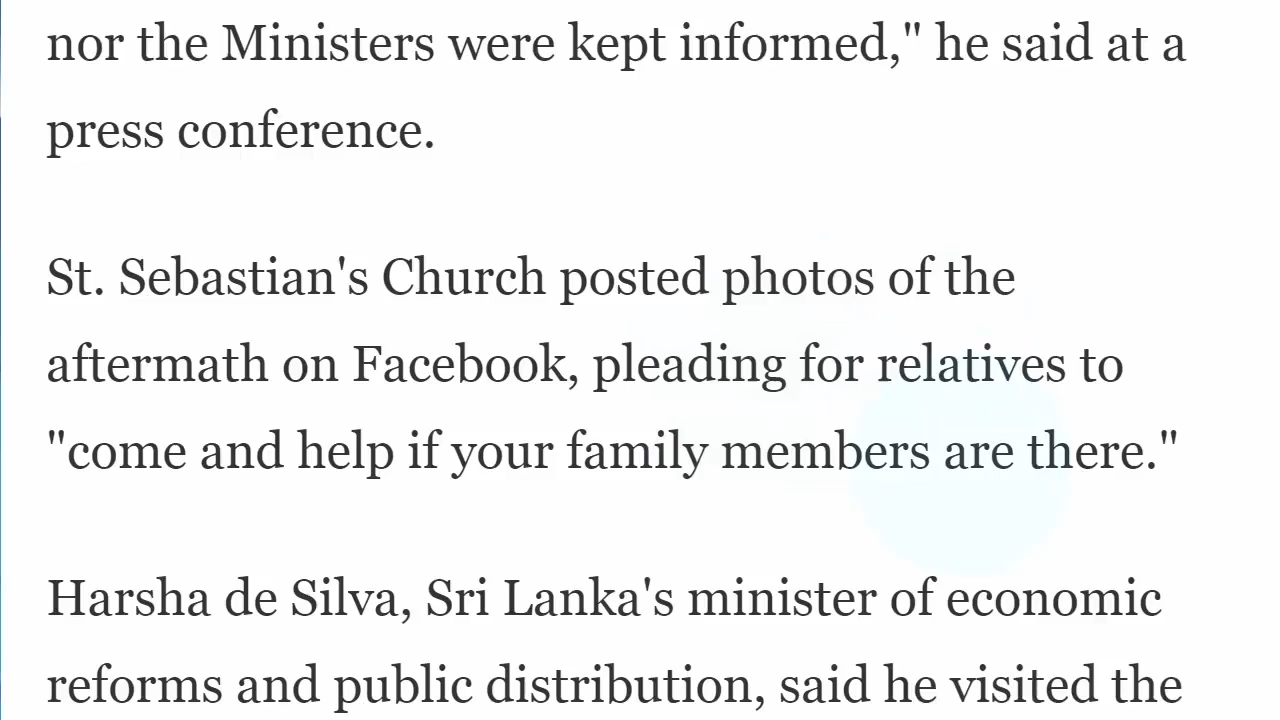 nor the Ministers were kept informed," he said at a
press conference.
St. Sebastian's Church posted photos of the
aftermath on Facebook, pleading for relatives to
"come and help if your family members are there."
Harsha de Silva, Sri Lanka's minister of economic
reforms and public distribution, said he visited the